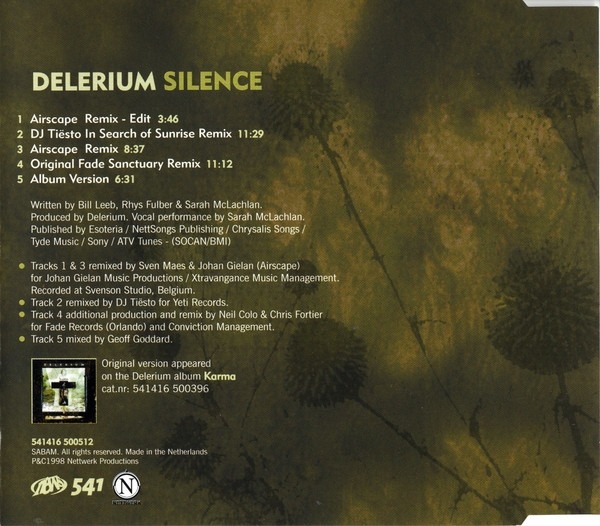 DELERIUM SILENCE
1 Airscape Remix - Edit 3:46
2 DJ Tiësto In Search of Sunrise Remix 11:29
3 Airscape Remix 8:37
4 Original Fade Sanctuary Remix 11:12
5 Album Version 6:31
Written by Bill Leeb, Rhys Fulber & Sarah McLachlan.
Produced by Delerium. Vocal performance by Sarah McLachlan.
Published by Esoteria / NettSongs Publishing / Chrysalis Songs /
Tyde Music / Sony / ATV Tunes - (SOCAN/BMI)
Tracks 1 & 3 remixed by Sven Maes & Johan Gielan (Airscape)
for Johan Gielan Music Productions / Xtravangance Music Management.
Recorded at Svenson Studio, Belgium.
Track 2 remixed by DJ Tiësto for Yeti Records.
Track 4 additional production and remix by Neil Colo & Chris Fortier
for Fade Records (Orlando) and Conviction Management.
Track 5 mixed by Geoff Goddard.
DELERIUM
Original version appeared
on the Delerium album Karma
cat.nr: 541416 500396
541416 500512
SABAM. All rights reserved. Made in the Netherlands
P&C1998 Nettwerk Productions
541
N